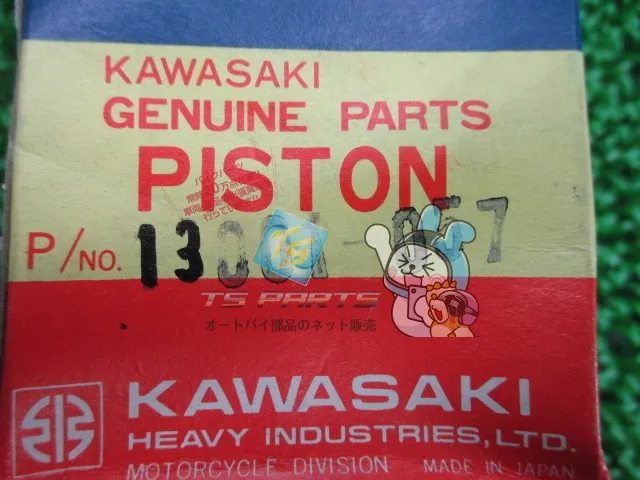 KAWASAKI
GENUINE PARTS
PISTON
P/NO. 13
TS PARTS
オートバイ部品のネット販売
KAWASAKI
HEAVY INDUSTRIES, LTD.
MOTORCYCLE DIVISION MADE IN JAPAN